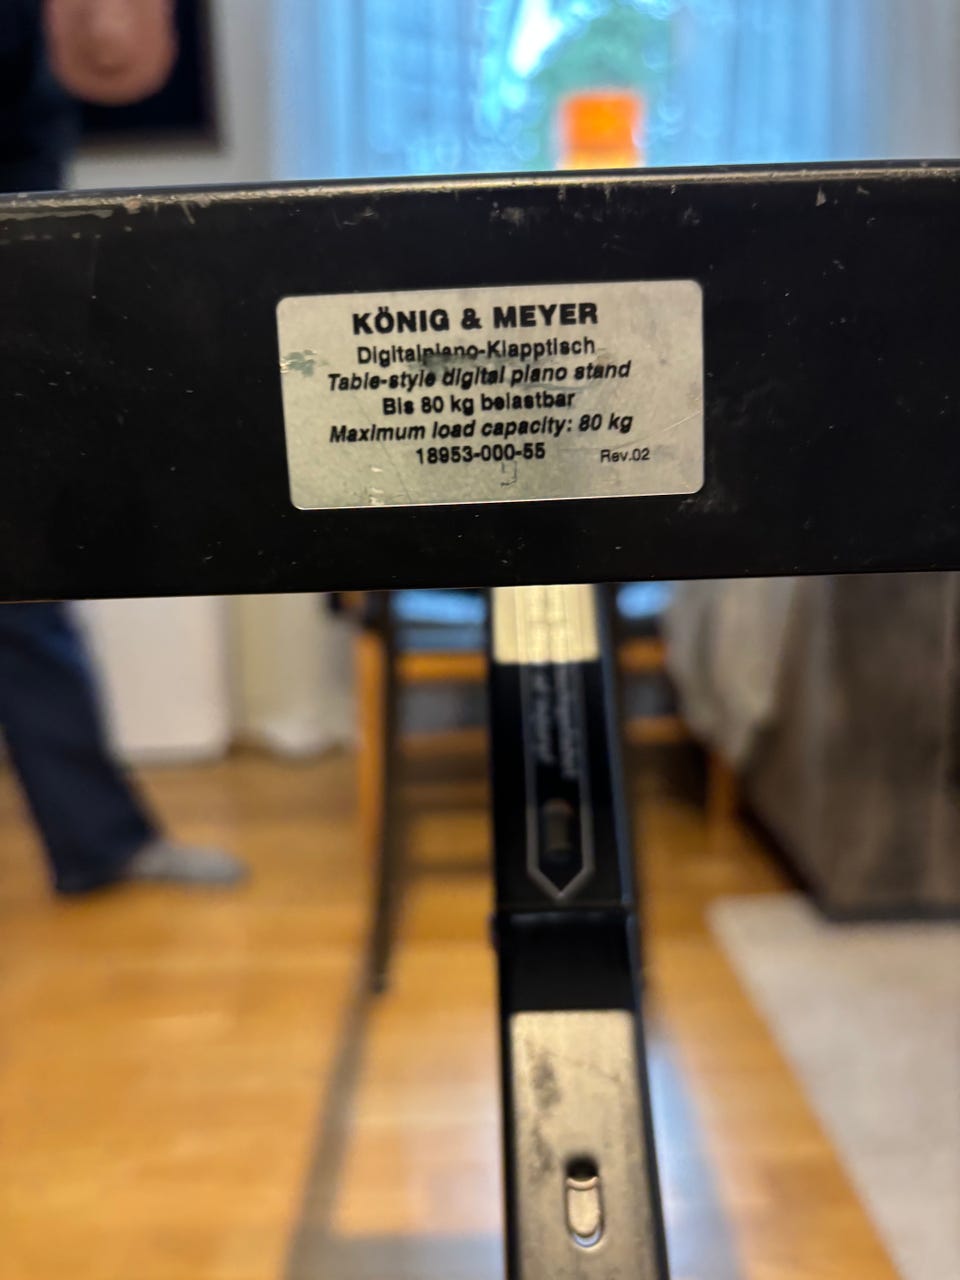 KÖNIG & MEYER
Digitalpiano-Klapptisch
Table-style digital piano stand
Bis 80 kg belastbar
Maximum load capacity: 80 kg
18953-000-55 Rev.02